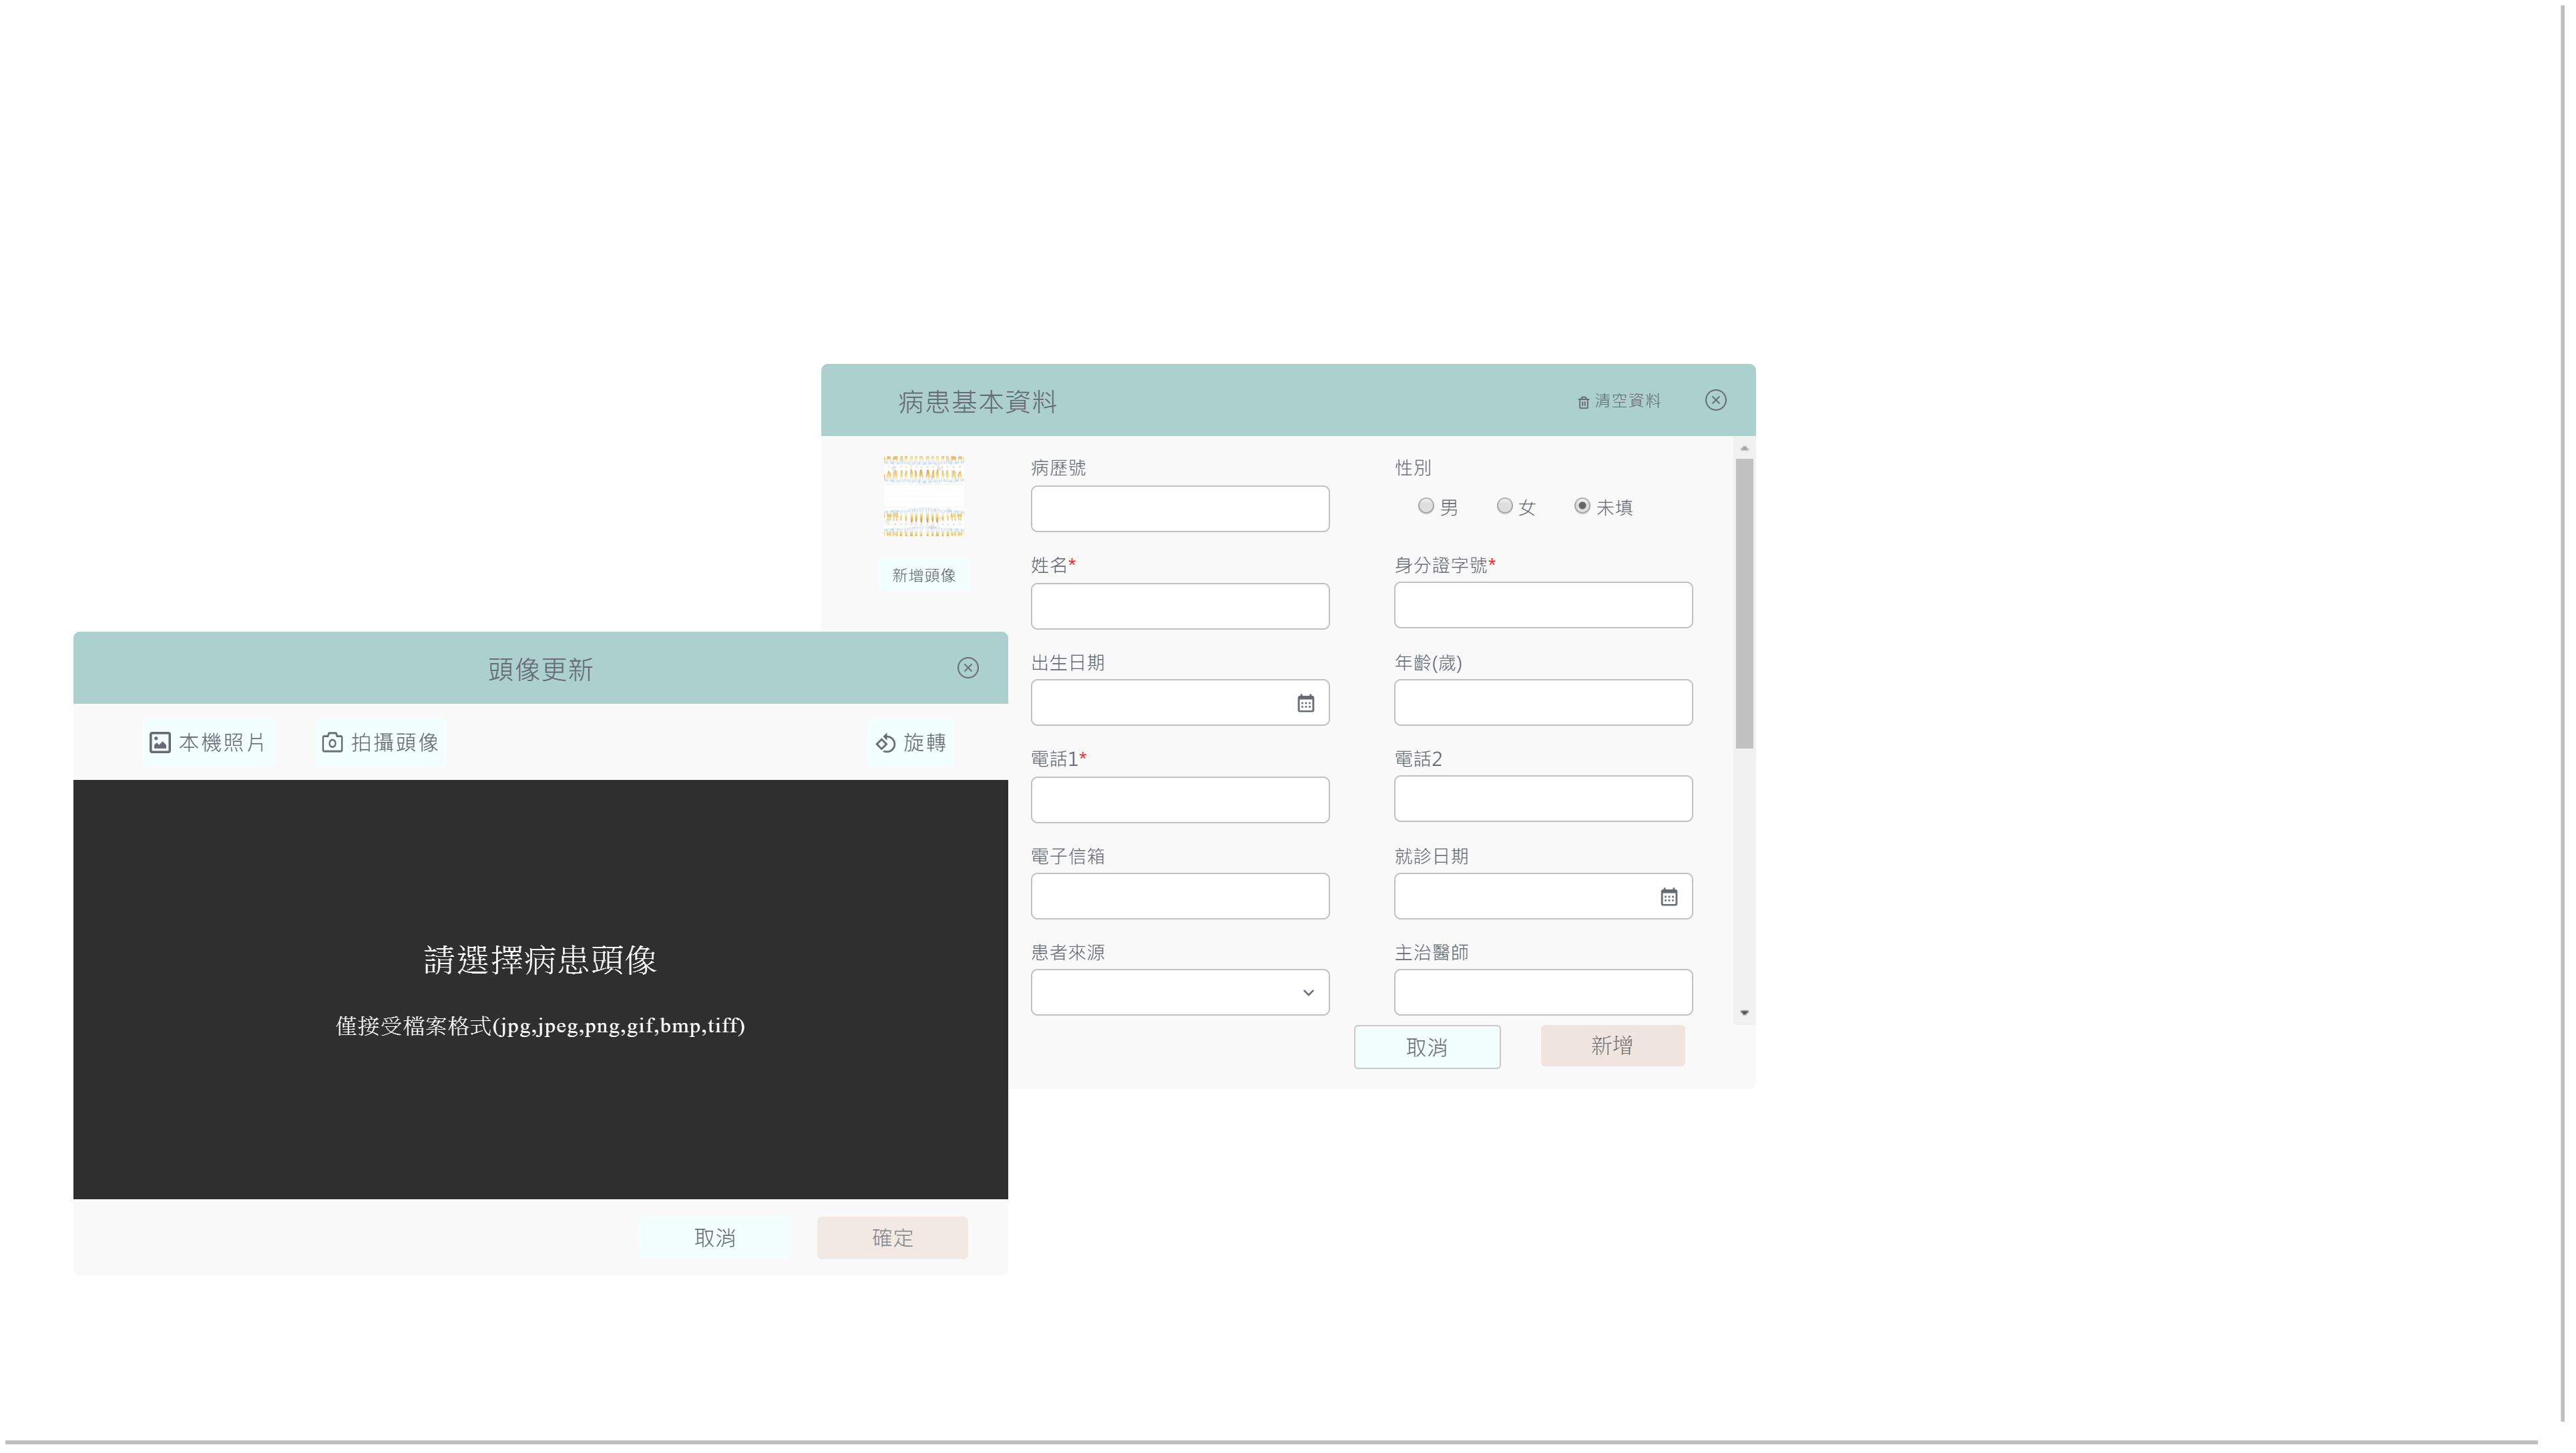 病患基本資料
清空資料
新增頭像
病歷號
性別
男 女 未填
姓名*
身分證字號*
出生日期
年齡(歲)
電話1*
電話2
電子信箱
就診日期
患者來源
主治醫師
取消
新增
頭像更新
本機照片
拍攝頭像
旋轉
請選擇病患頭像
僅接受檔案格式(jpg,jpeg,png,gif,bmp,tiff)
取消
確定